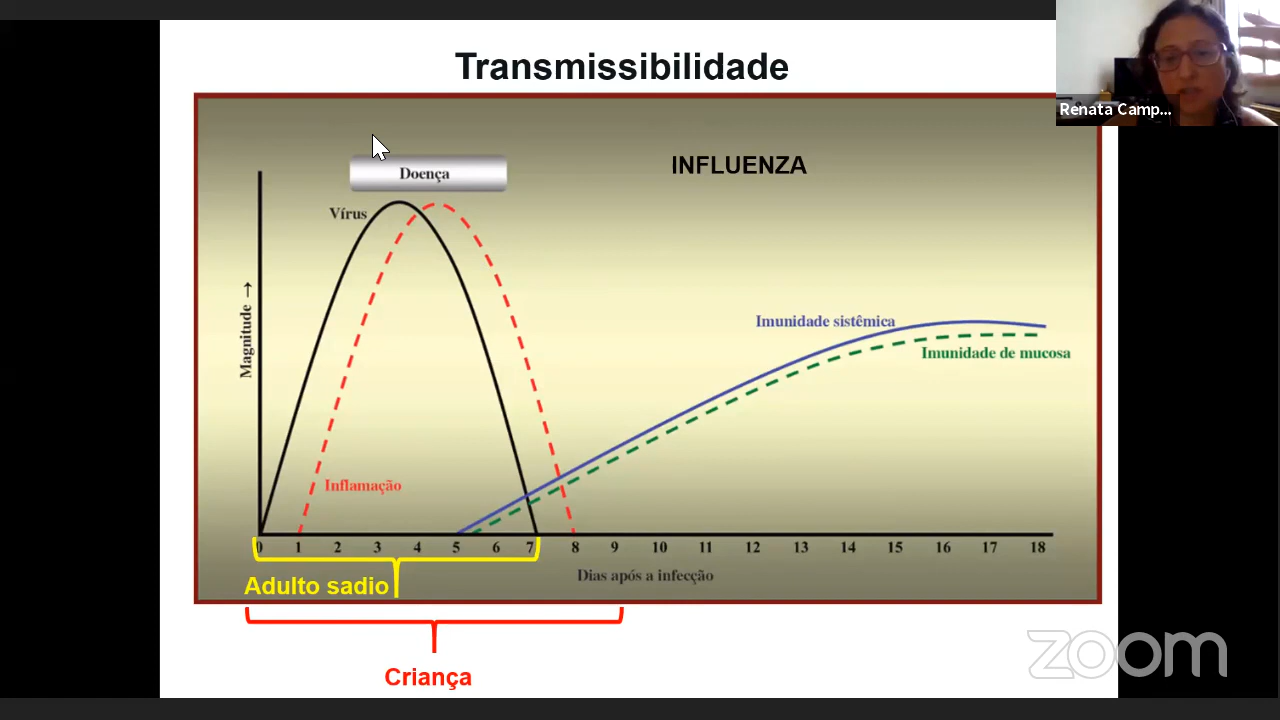 Transmissibilidade
Renata Camp...
INFLUENZA
Doença
Vírus
Magnitude →
Imunidade sistêmica
Imunidade de mucosa
Inflamação
0 1 2 3 4 5 6 7 8 9 10 11 12 13 14 15 16 17 18
Dias após a infecção
Adulto sadio
Criança
zoom